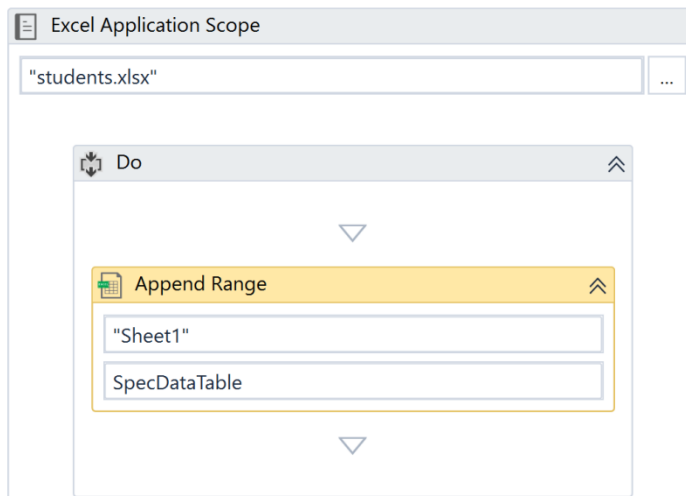 Excel Application Scope
"students.xlsx"
...
Do
Append Range
"Sheet1"
SpecDataTable